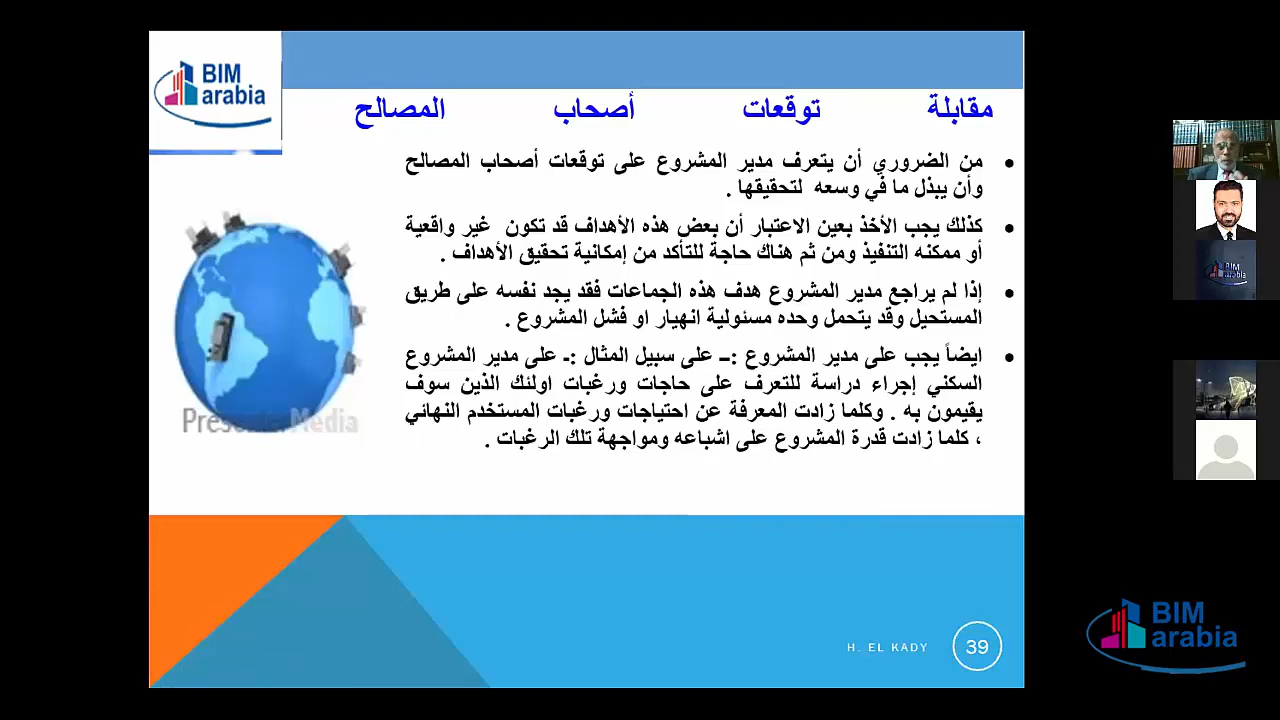 BIM
arabia
مقابلة توقعات أصحاب المصالح
من الضروري أن يتعرف مدير المشروع على توقعات أصحاب المصالح
وأن يبذل ما في وسعه لتحقيقها .
كذلك يجب الأخذ بعين الاعتبار أن بعض هذه الأهداف قد تكون غير واقعية
أو ممكنه التنفيذ ومن ثم هناك حاجة للتأكد من إمكانية تحقيق الأهداف .
إذا لم يراجع مدير المشروع هدف هذه الجماعات فقد يجد نفسه على طريق
المستحيل وقد يتحمل وحده مسئولية انهيار او فشل المشروع .
ايضاً يجب على مدير المشروع :ـ على سبيل المثال :ـ على مدير المشروع
السكني إجراء دراسة للتعرف على حاجات ورغبات اولئك الذين سوف
يقيمون به . وكلما زادت المعرفة عن احتياجات ورغبات المستخدم النهائي
، كلما زادت قدرة المشروع على اشباعه ومواجهة تلك الرغبات .
H. EL KADY
39
BIM
arabia
BIM
arabia